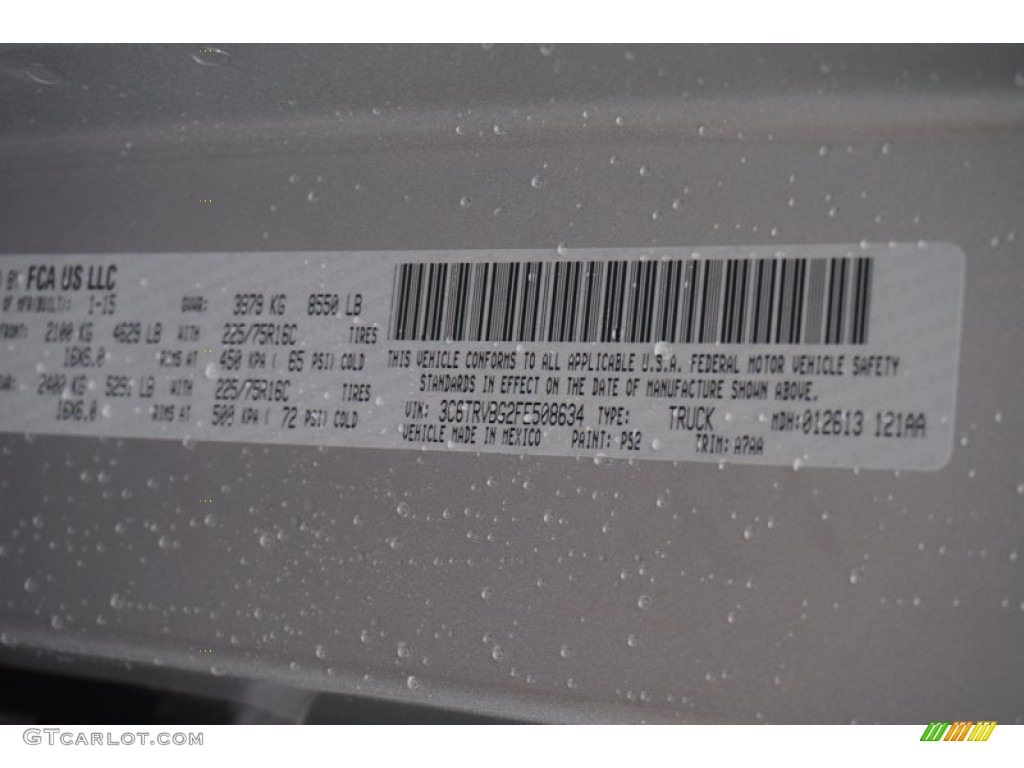 FCA US LLC
OF MFR(BUILT): 1-15 GVWR: 3979 KG 8550 LB
FRONT: 2100 KG 4629 LB WITH 225/75R16C TIRES
16X6.0 RIMS AT 450 KPA ( 65 PSI) COLD
2400 KG 5291 LB WITH 225/75R16C TIRES
16X6.0 RIMS AT 500 KPA ( 72 PSI) COLD
THIS VEHICLE CONFORMS TO ALL APPLICABLE U.S.A. FEDERAL MOTOR VEHICLE SAFETY
STANDARDS IN EFFECT ON THE DATE OF MANUFACTURE SHOWN ABOVE.
VIN: 3C6TRVBG2FE508634 TYPE: TRUCK MDH:012613 121AA
VEHICLE MADE IN MEXICO PAINT: PS2 TRIM: A7AA
GTCarlot.com